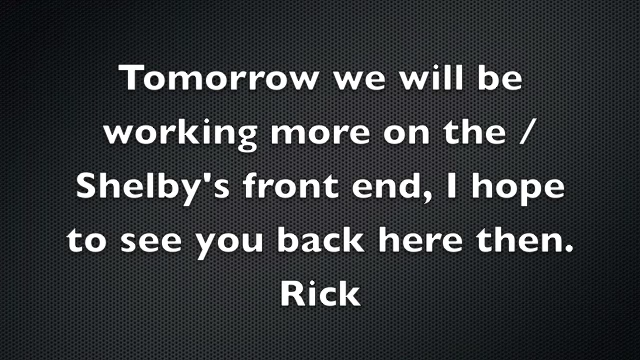 Tomorrow we will be
working more on the /
Shelby's front end, I hope
to see you back here then.
Rick